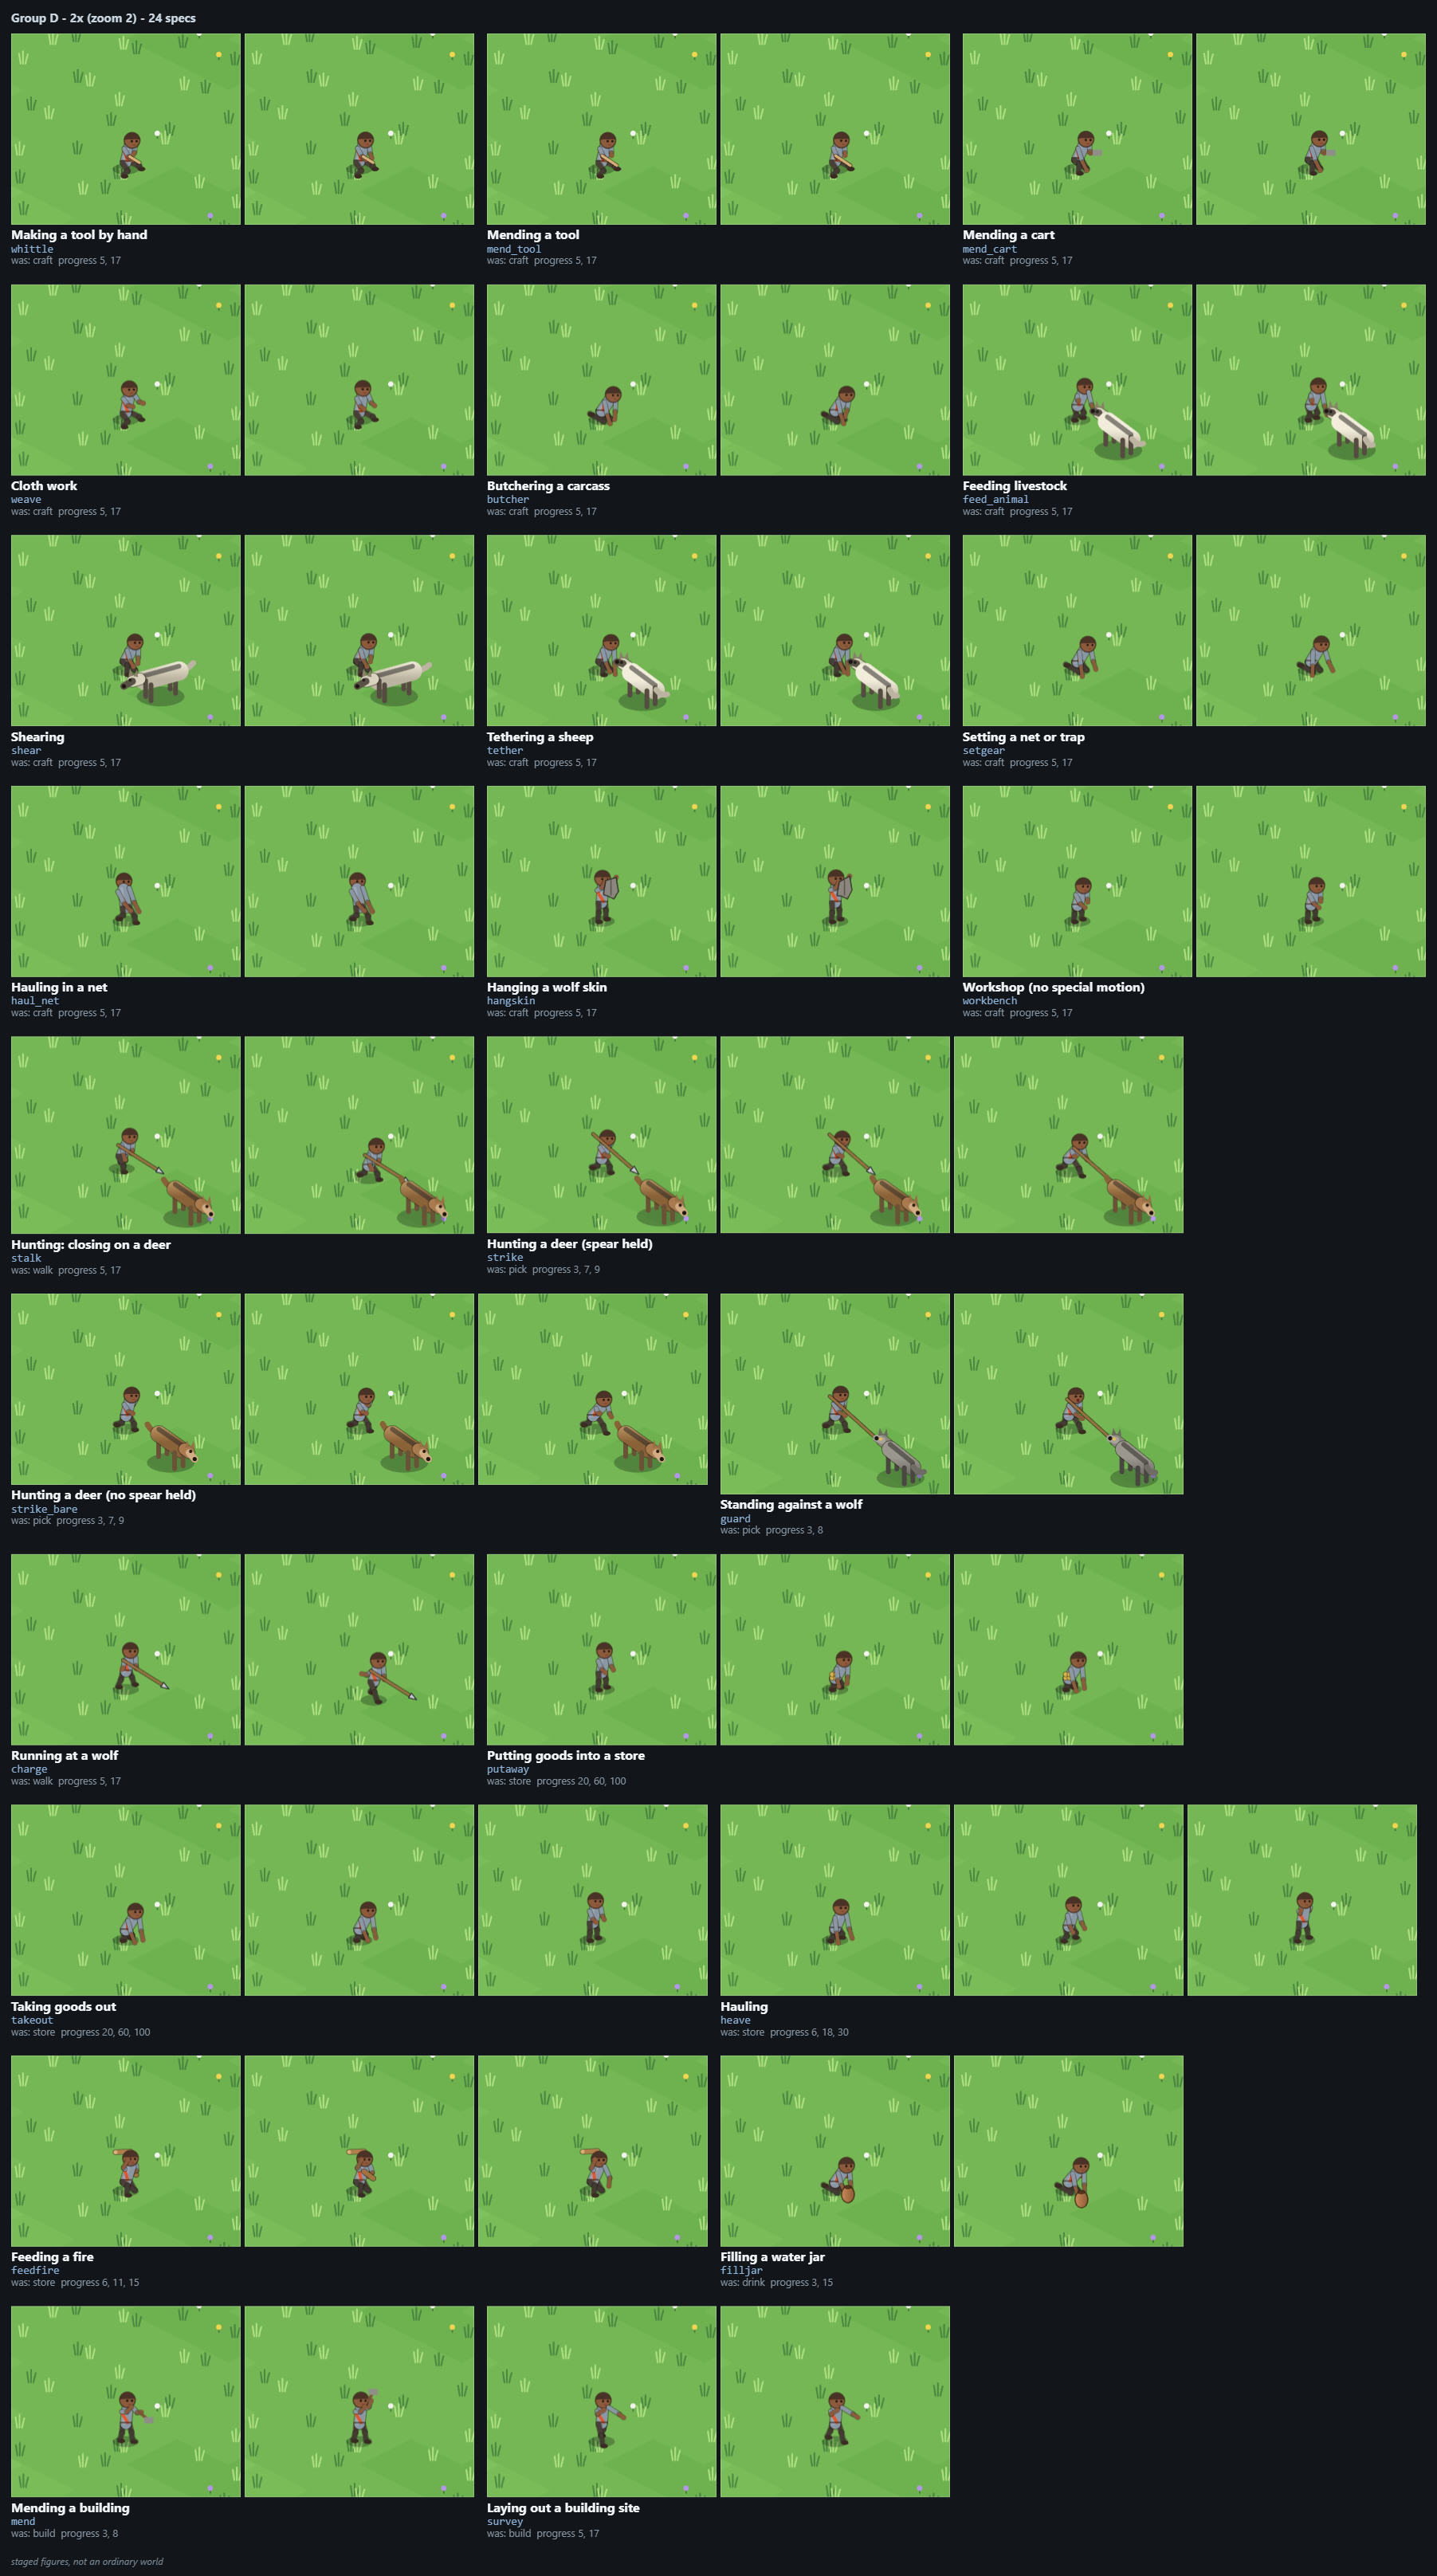 Group D - 2x (zoom 2) - 24 specs
Making a tool by hand
whittle
was: craft progress 5, 17
Mending a tool
mend_tool
was: craft progress 5, 17
Mending a cart
mend_cart
was: craft progress 5, 17
Cloth work
weave
was: craft progress 5, 17
Butchering a carcass
butcher
was: craft progress 5, 17
Feeding livestock
feed_animal
was: craft progress 5, 17
Shearing
shear
was: craft progress 5, 17
Tethering a sheep
tether
was: craft progress 5, 17
Setting a net or trap
setgear
was: craft progress 5, 17
Hauling in a net
haul_net
was: craft progress 5, 17
Hanging a wolf skin
hangskin
was: craft progress 5, 17
Workshop (no special motion)
workbench
was: craft progress 5, 17
Hunting: closing on a deer
stalk
was: walk progress 5, 17
Hunting a deer (spear held)
strike
was: pick progress 3, 7, 9
Hunting a deer (no spear held)
strike_bare
was: pick progress 3, 7, 9
Standing against a wolf
guard
was: pick progress 3, 8
Running at a wolf
charge
was: walk progress 5, 17
Putting goods into a store
putaway
was: store progress 20, 60, 100
Taking goods out
takeout
was: store progress 20, 60, 100
Hauling
heave
was: store progress 6, 18, 30
Feeding a fire
feedfire
was: store progress 6, 11, 15
Filling a water jar
filljar
was: drink progress 3, 15
Mending a building
mend
was: build progress 3, 8
Laying out a building site
survey
was: build progress 5, 17
staged figures, not an ordinary world